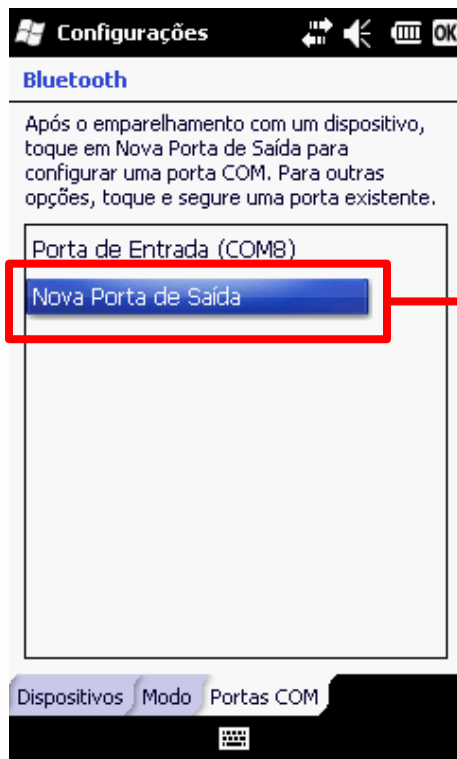 Configurações
OK
Bluetooth
Após o emparelhamento com um dispositivo,
toque em Nova Porta de Saída para
configurar uma porta COM. Para outras
opções, toque e segure uma porta existente.
Porta de Entrada (COM8)
Nova Porta de Saída
Dispositivos Modo Portas COM